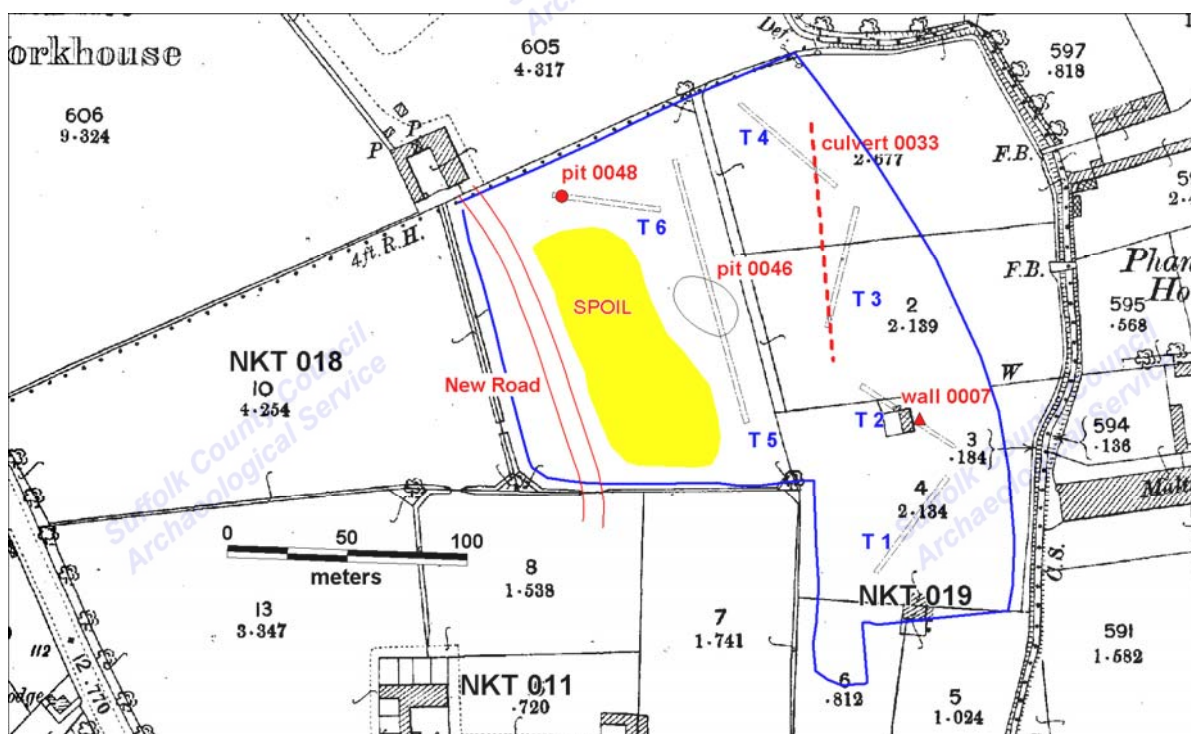 orkhouse
605
4·317
Det.
597
·818
606
9·324
P
P
T 4
culvert 0033
2·677
F.B.
pit 0048
4ft. R.H.
T 6
pit 0046
F.B.
Phan
Ho
SPOIL
T 3
2
2·139
595
·568
NKT 018
10
4·254
New Road
W
wall 0007
T 2
3
·184
594
·136
T 5
4
2·134
Malt
T 1
0 50 100
meters
8
1·538
C.S.
NKT 019
13
3·347
7
1·741
591
1·582
112
12
·770
odge
NKT 011
·720
6
·812
5
1·024
Suffolk County Council
Archaeological Service
Suffolk County Council
Archaeological Service